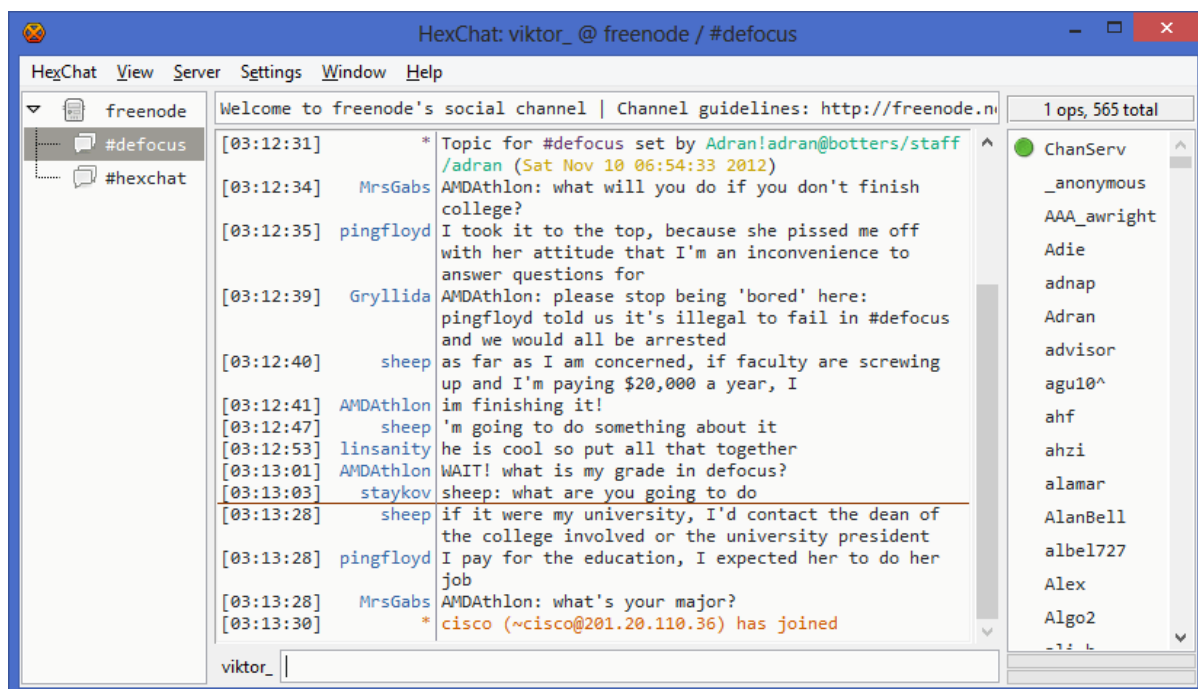 HexChat: viktor_ @ freenode / #defocus
HexChat View Server Settings Window Help
freenode
#defocus
#hexchat
Welcome to freenode's social channel | Channel guidelines: http://freenode.n
[03:12:31] * Topic for #defocus set by Adran!adran@botters/staff
/adran (Sat Nov 10 06:54:33 2012)
[03:12:34] MrsGabs AMDAthlon: what will you do if you don't finish
college?
[03:12:35] pingfloyd I took it to the top, because she pissed me off
with her attitude that I'm an inconvenience to
answer questions for
[03:12:39] Gryllida AMDAthlon: please stop being 'bored' here:
pingfloyd told us it's illegal to fail in #defocus
and we would all be arrested
[03:12:40] sheep as far as I am concerned, if faculty are screwing
up and I'm paying $20,000 a year, I
[03:12:41] AMDAthlon im finishing it!
[03:12:47] sheep 'm going to do something about it
[03:12:53] linsanity he is cool so put all that together
[03:13:01] AMDAthlon WAIT! what is my grade in defocus?
[03:13:03] staykov sheep: what are you going to do
[03:13:28] sheep if it were my university, I'd contact the dean of
the college involved or the university president
[03:13:28] pingfloyd I pay for the education, I expected her to do her
job
[03:13:28] MrsGabs AMDAthlon: what's your major?
[03:13:30] * cisco (~cisco@201.20.110.36) has joined
viktor_
1 ops, 565 total
ChanServ
_anonymous
AAA_awright
Adie
adnap
Adran
advisor
agu10^
ahf
ahzi
alamar
AlanBell
albel727
Alex
Algo2